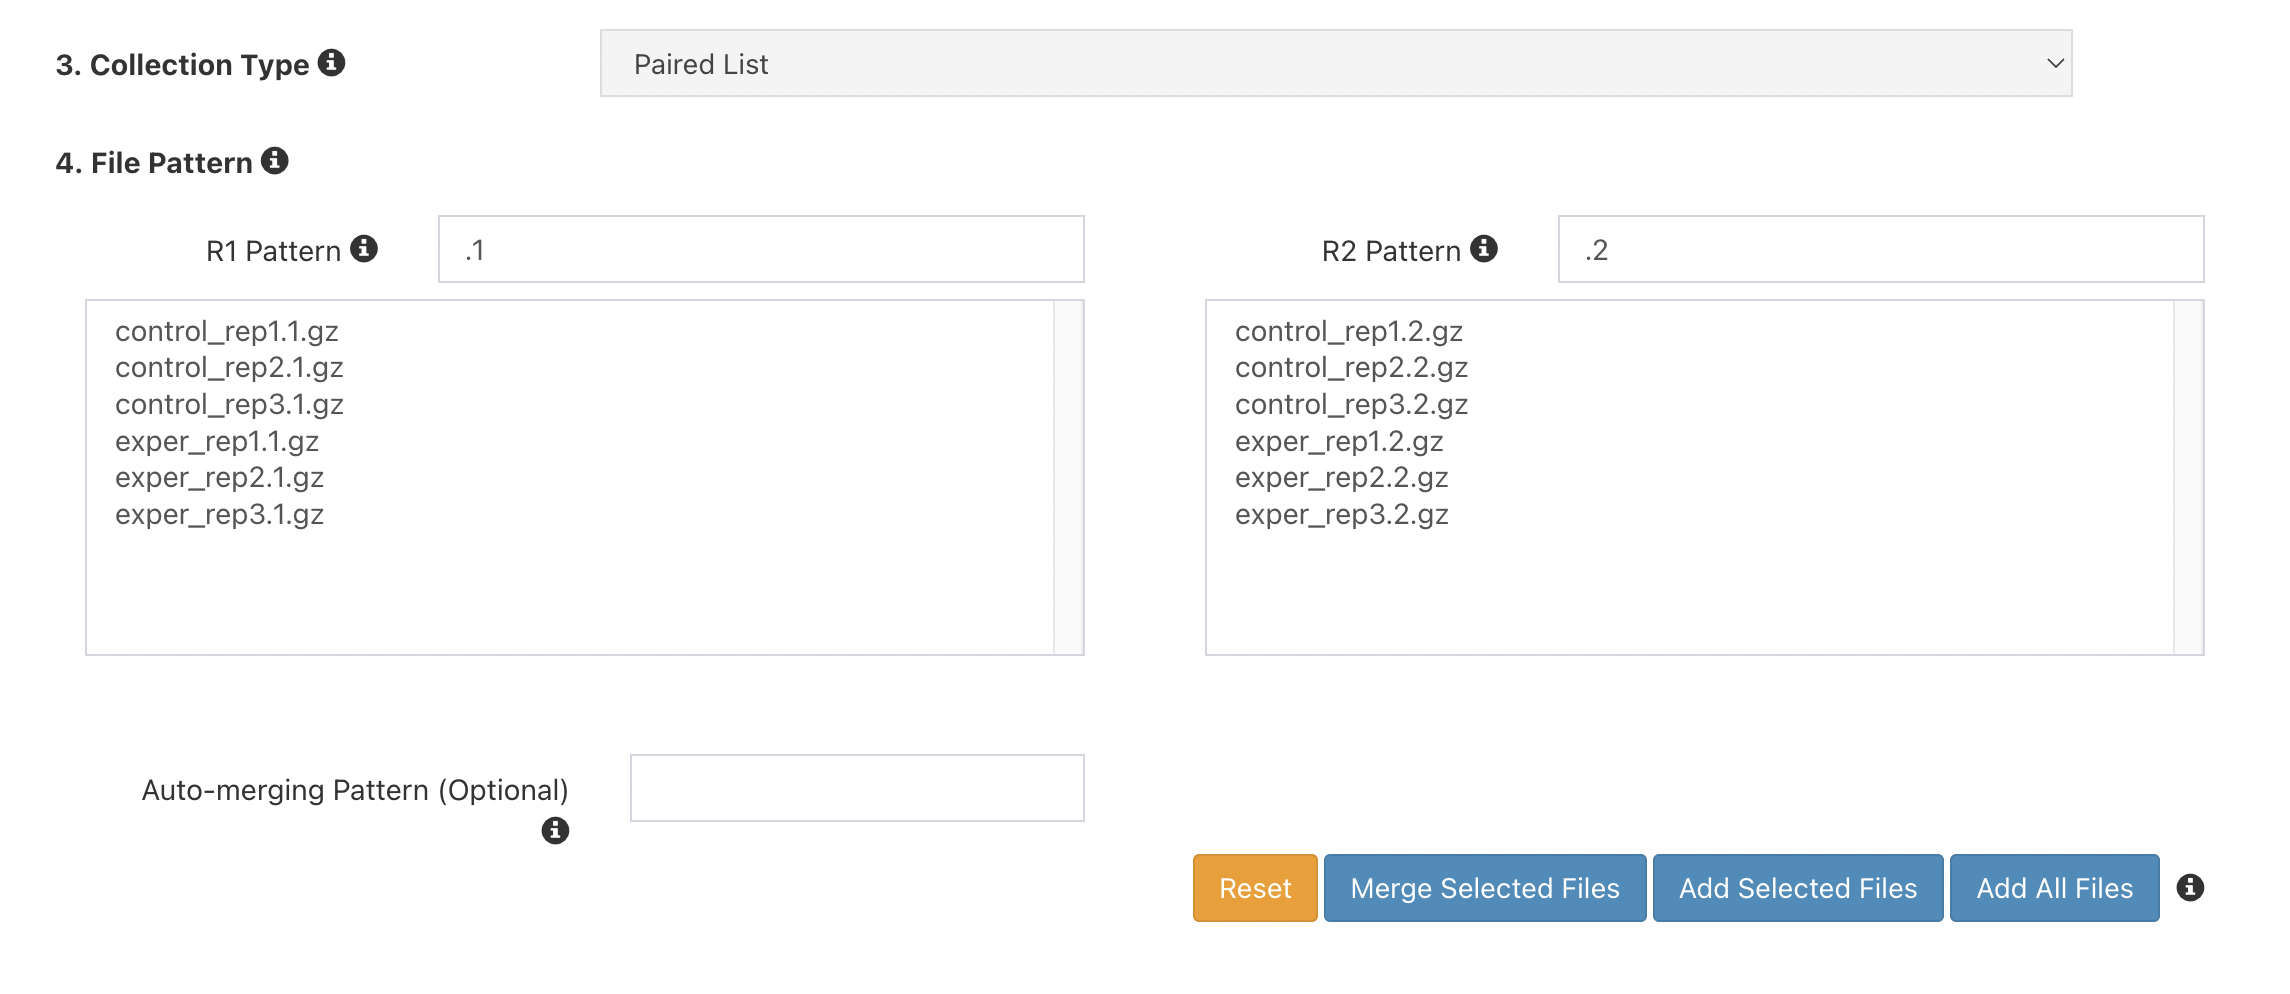 3. Collection Type
Paired List
4. File Pattern
R1 Pattern
.1
R2 Pattern
.2
control_rep1.1.gz
control_rep2.1.gz
control_rep3.1.gz
exper_rep1.1.gz
exper_rep2.1.gz
exper_rep3.1.gz
control_rep1.2.gz
control_rep2.2.gz
control_rep3.2.gz
exper_rep1.2.gz
exper_rep2.2.gz
exper_rep3.2.gz
Auto-merging Pattern (Optional)
Reset
Merge Selected Files
Add Selected Files
Add All Files